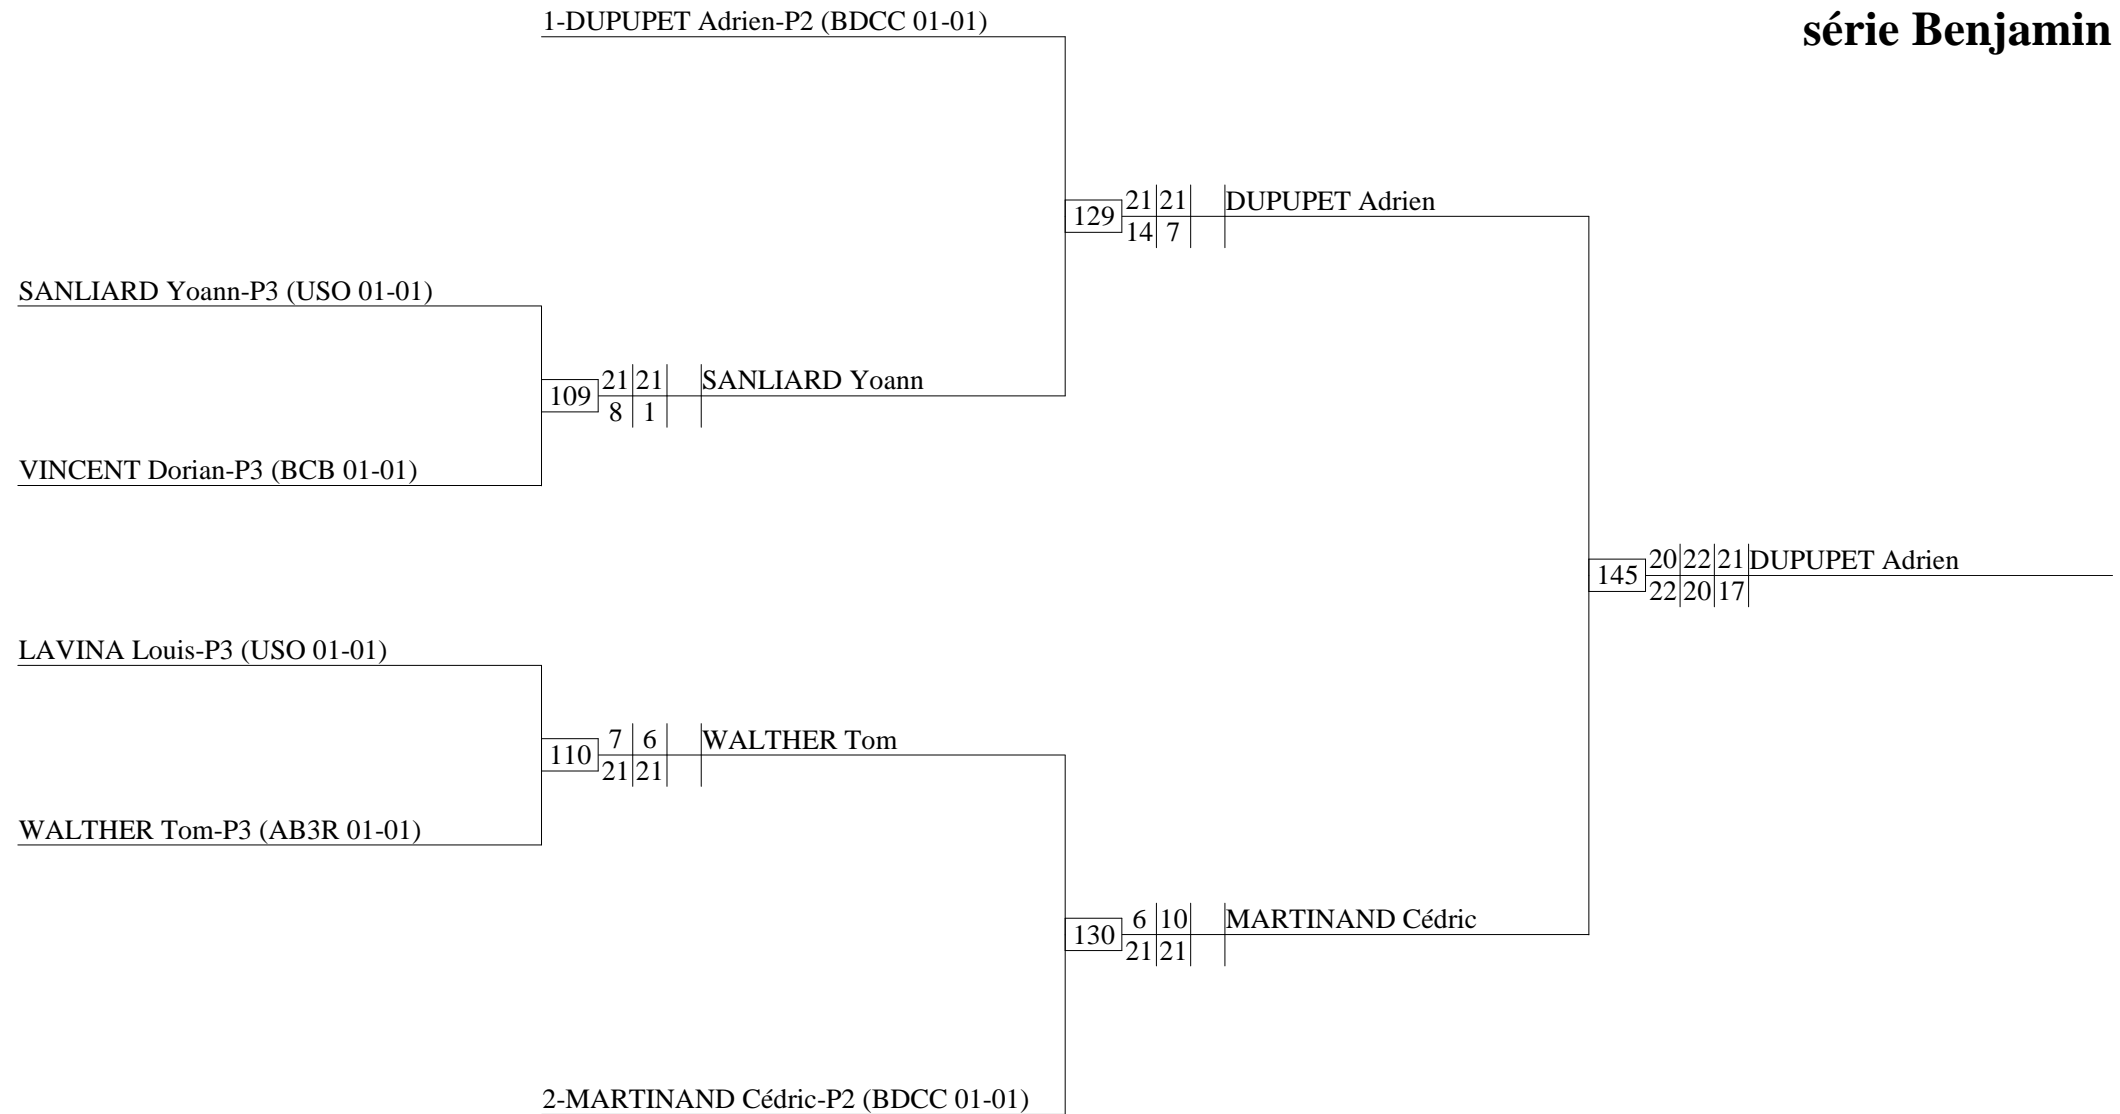 1-DUPUPET Adrien-P2 (BDCC 01-01)
série Benjamin
129 21 21 DUPUPET Adrien
14 7
SANLIARD Yoann-P3 (USO 01-01)
109 21 21 SANLIARD Yoann
8 1
VINCENT Dorian-P3 (BCB 01-01)
145 20 22 21 DUPUPET Adrien
22 20 17
LAVINA Louis-P3 (USO 01-01)
110 7 6 WALTHER Tom
21 21
WALTHER Tom-P3 (AB3R 01-01)
130 6 10 MARTINAND Cédric
21 21
2-MARTINAND Cédric-P2 (BDCC 01-01)